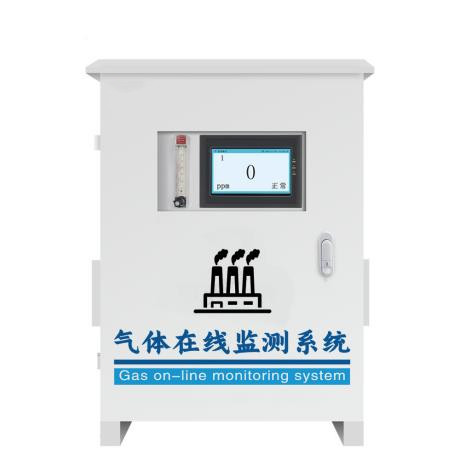 1
0
ppm 正常
气体在线监测系统
Gas on-line monitoring system